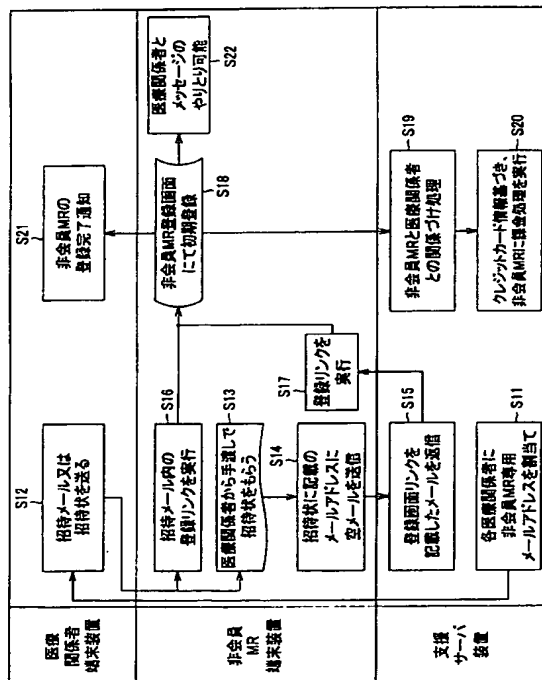 医療
関係者
端末装置
S12
招待メール又は
招待状を送る
S21
非会員MRの
登録完了通知
非会員
MR
端末装置
S16
招待メール内の
登録リンクを実行
S13
医療関係者から手渡しで
招待状をもらう
S14
招待状に記載の
メールアドレスに
空メールを送信
S17
登録リンクを
実行
S18
非会員MR登録画面
にて初期登録
S22
医療関係者と
メッセージの
やりとり可能
支援
サーバ
装置
S11
各医療関係者に
非会員MR専用
メールアドレスを割当て
S15
登録画面リンクを
記載したメールを返信
S19
非会員MRと医療関係者
との関係づけ処理
S20
クレジットカード情報基づき、
非会員MRに課金処理を実行